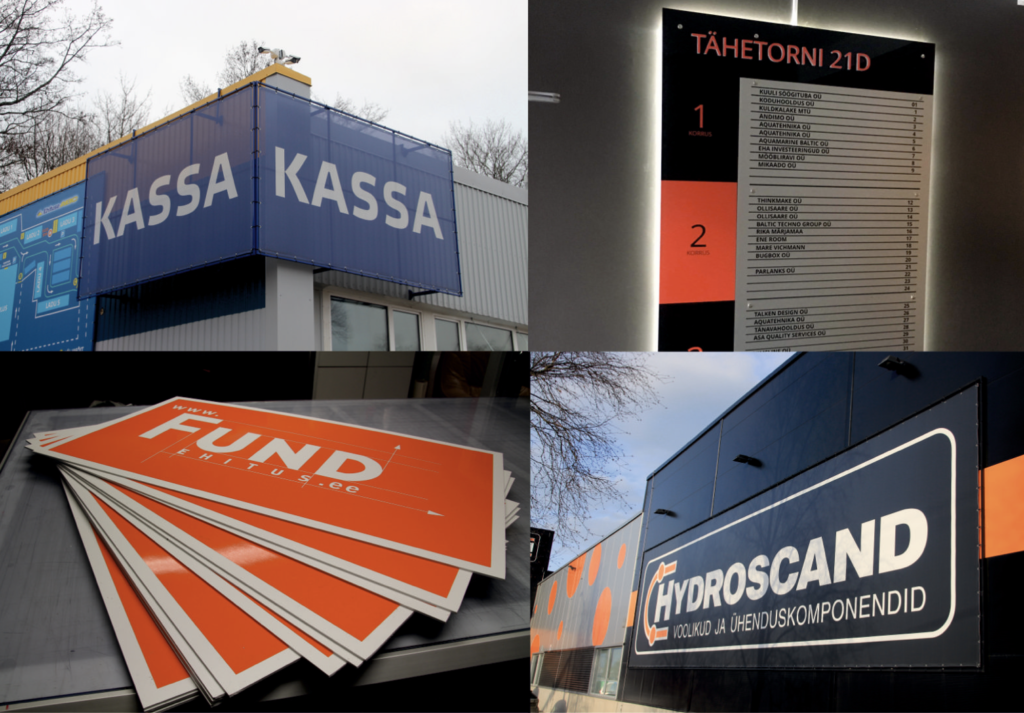 KASSA
KASSA
TÄHETORNI 21D
1
KORRUS
KUULI SÖÖGITUBA OÜ
KODUHOOLDUS OÜ
KULDKALAKE MTÜ
ANDIMO OÜ
AQUATEHNIKA OÜ
AQUATEHNIKA OÜ
AQUAMARINE BALTIC OÜ
EHA INVESTEERINGUD OÜ
MÖÖBLIRAVI OÜ
MIKAADO OÜ
2
KORRUS
THINKMAKE OÜ 12
OLLISAARE OÜ
OLLISAARE OÜ
BALTIC TECHNO GROUP OÜ
RIKA MÄRJAMAA
ENE ROOM
MARE VICHMANN
BUGBOX OÜ
PARLANKS OÜ
TALKEN DESIGN OÜ
AQUATEHNIKA OÜ
TÄNAVAHOOLDUS OÜ
ASA QUALITY SERVICES OÜ
www.
FUND
EHITUS.ee
HYDROSCAND
VOOLIKUD JA ÜHENDUSKOMPONENDID